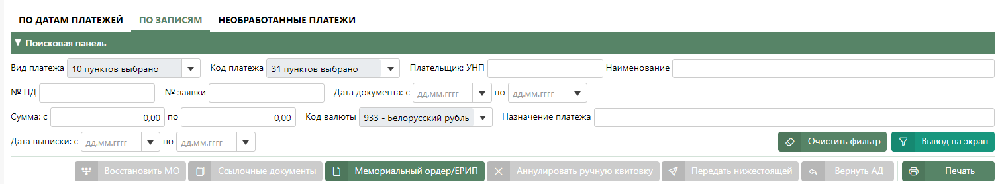 ПО ДАТАМ ПЛАТЕЖЕЙ ПО ЗАПИСЯМ НЕОБРАБОТАННЫЕ ПЛАТЕЖИ
Поисковая панель
Вид платежа 10 пунктов выбрано Код платежа 31 пунктов выбрано Плательщик: УНП Наименование
№ ПД № заявки Дата документа: с дд.мм.гггг по дд.мм.гггг
Сумма: с 0,00 по 0,00 Код валюты 933 - Белорусский рубль Назначение платежа
Дата выписки: с дд.мм.гггг по дд.мм.гггг Очистить фильтр Вывод на экран
Восстановить МО Ссылочные документы Мемориальный ордер/ЕРИП Аннулировать ручную квитовку Передать нижестоящей Вернуть АД Печать